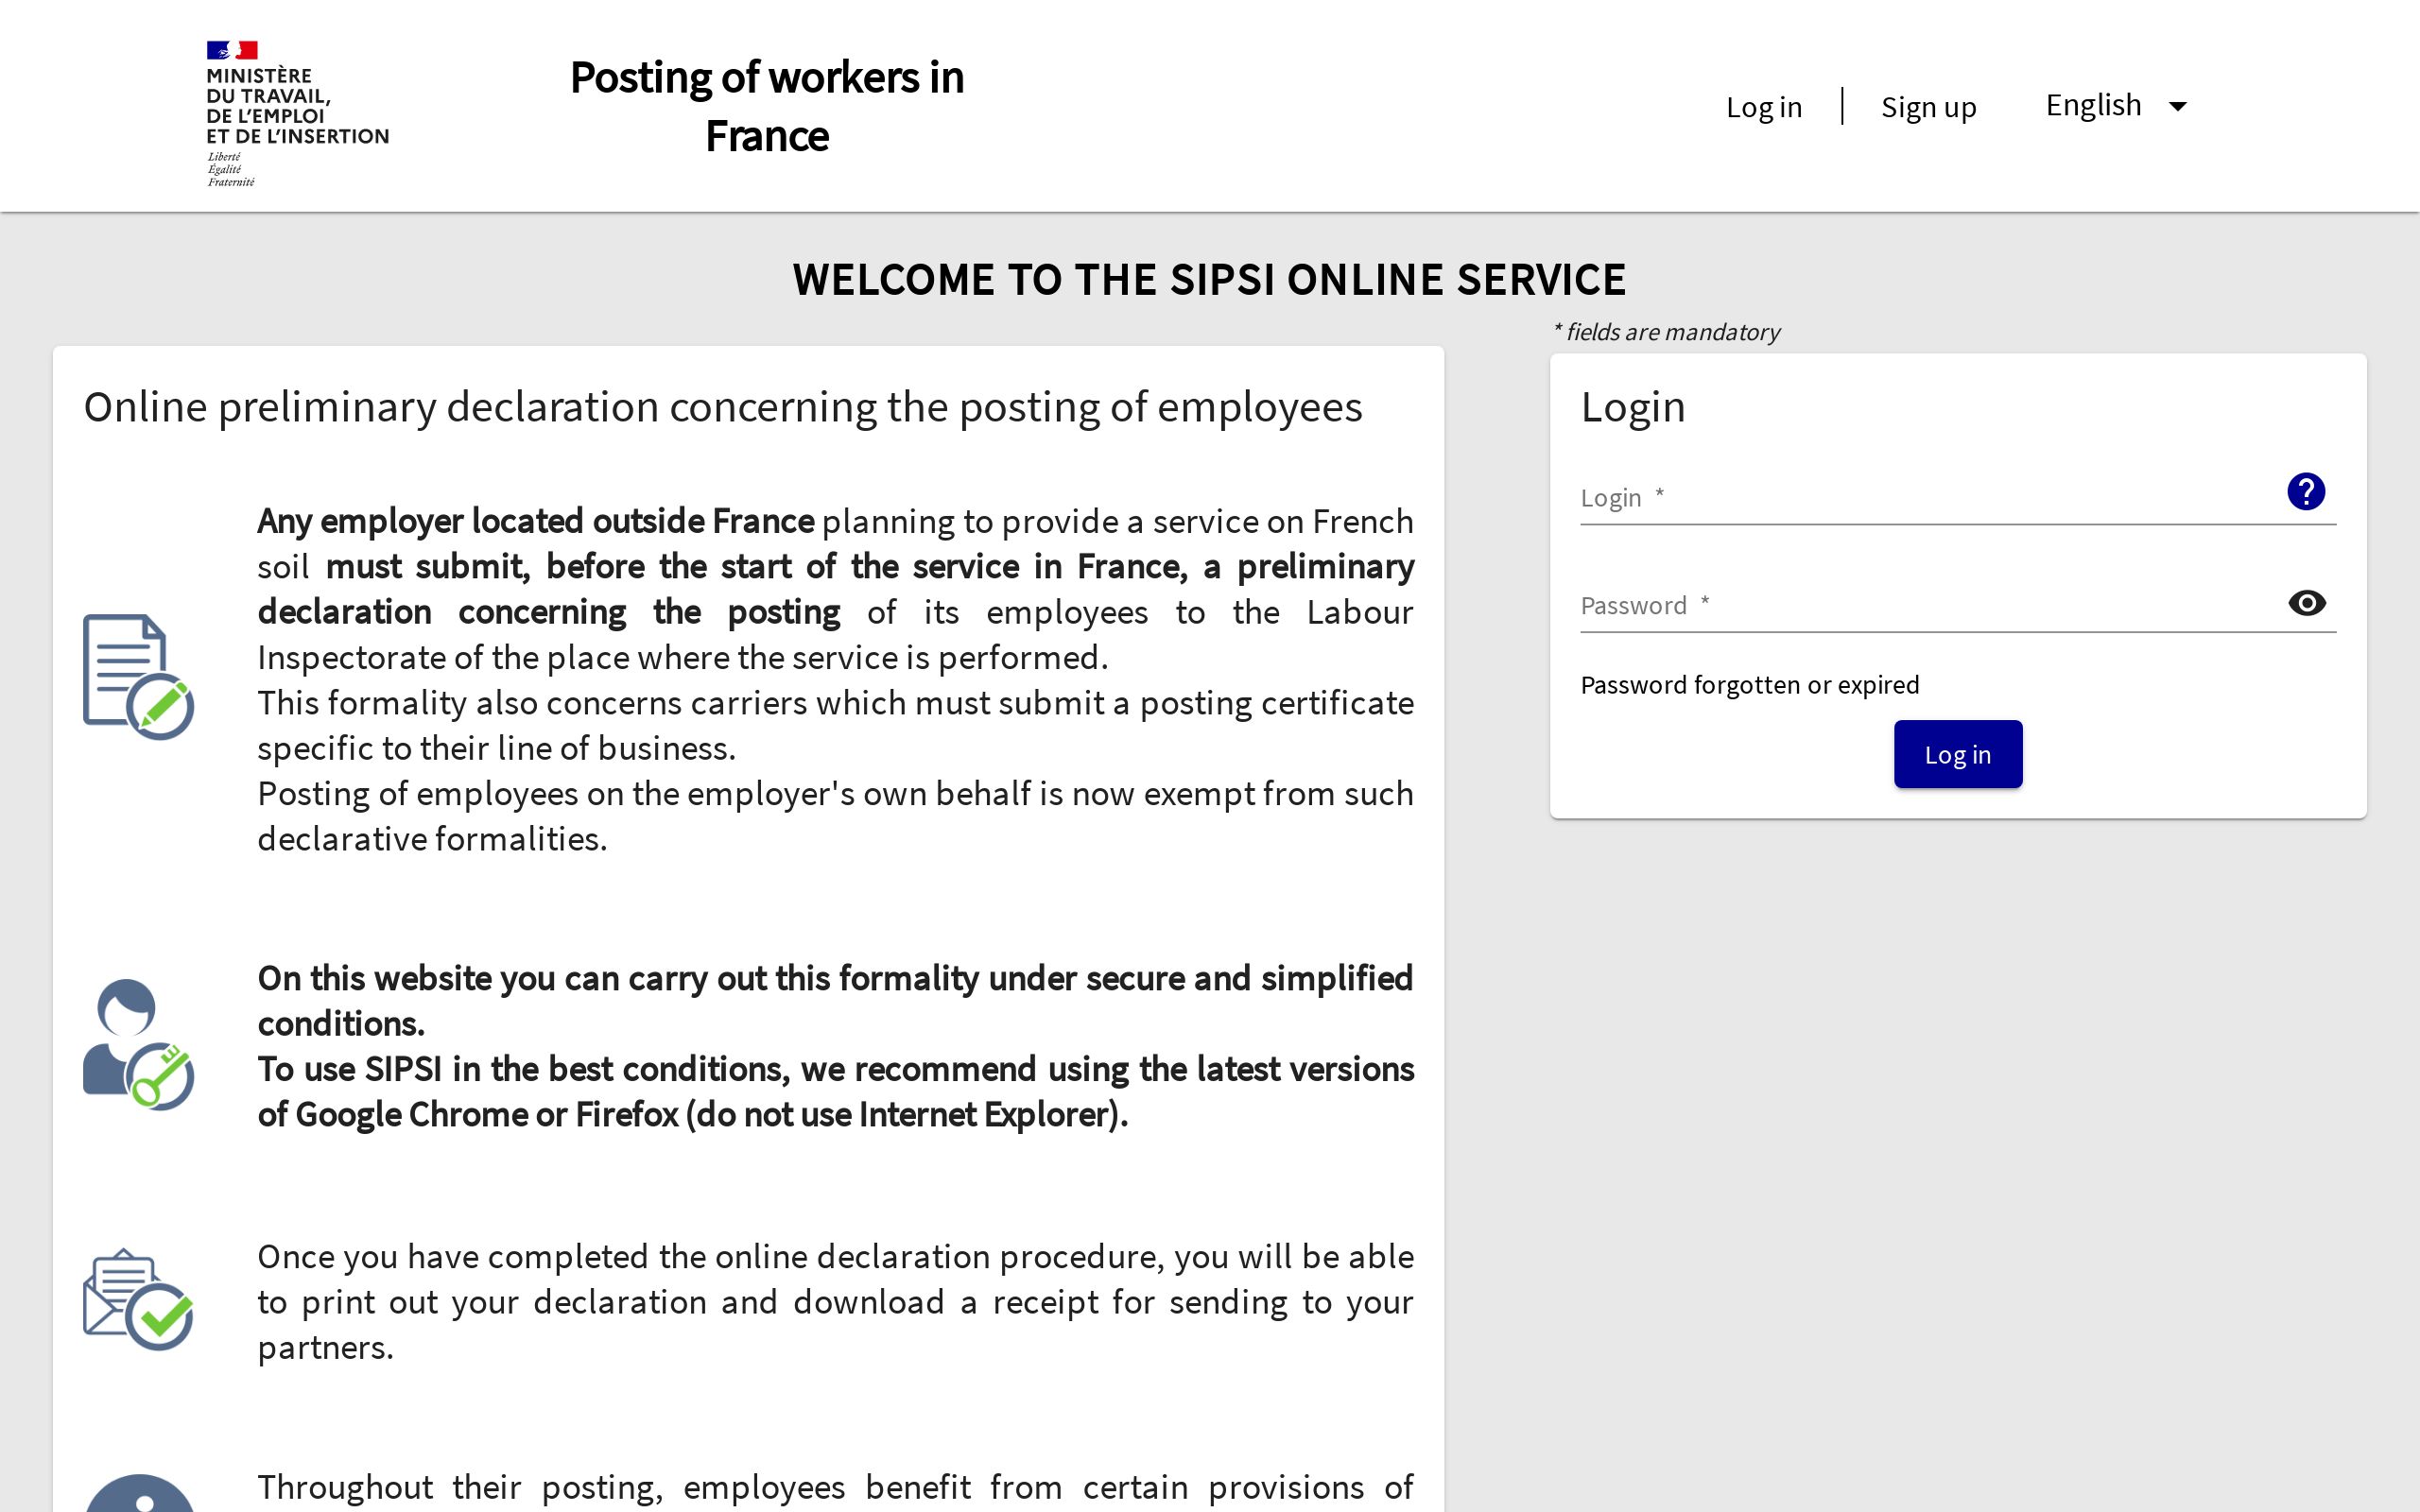 MINISTÈRE
DU TRAVAIL,
DE L'EMPLOI
ET DE L'INSERTION
Liberté
Égalité
Fraternité
Posting of workers in
France
Log in
Sign up
English
WELCOME TO THE SIPSI ONLINE SERVICE
Online preliminary declaration concerning the posting of employees
Any employer located outside France planning to provide a service on French
soil must submit, before the start of the service in France, a preliminary
declaration concerning the posting of its employees to the Labour
Inspectorate of the place where the service is performed.
This formality also concerns carriers which must submit a posting certificate
specific to their line of business.
Posting of employees on the employer's own behalf is now exempt from such
declarative formalities.
On this website you can carry out this formality under secure and simplified
conditions.
To use SIPSI in the best conditions, we recommend using the latest versions
of Google Chrome or Firefox (do not use Internet Explorer).
Once you have completed the online declaration procedure, you will be able
to print out your declaration and download a receipt for sending to your
partners.
Throughout their posting, employees benefit from certain provisions of
* fields are mandatory
Login
Login *
?
Password *
Password forgotten or expired
Log in